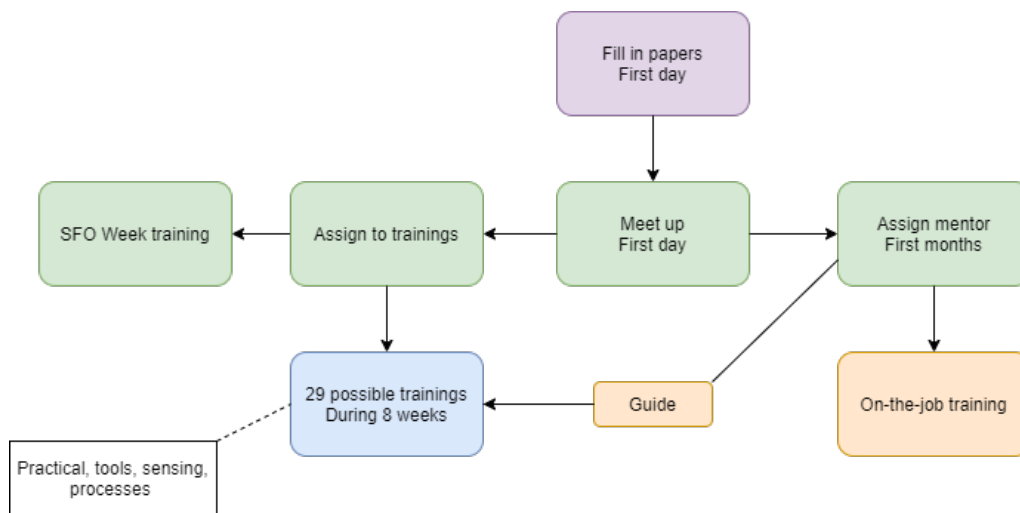 Fill in papers
First day
SFO Week training
Assign to trainings
Meet up
First day
Assign mentor
First months
29 possible trainings
During 8 weeks
Guide
On-the-job training
Practical, tools, sensing,
processes